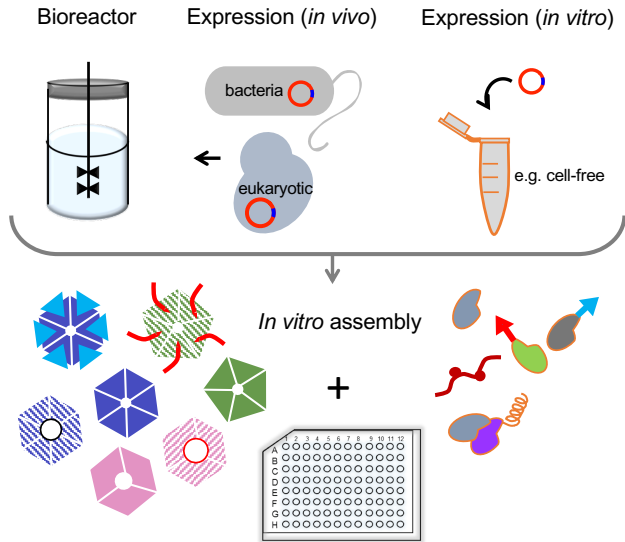 Bioreactor
Expression (in vivo)
Expression (in vitro)
bacteria
eukaryotic
e.g. cell-free
In vitro assembly
+
1 2 3 4 5 6 7 8 9 10 11 12
A
B
C
D
E
F
G
H